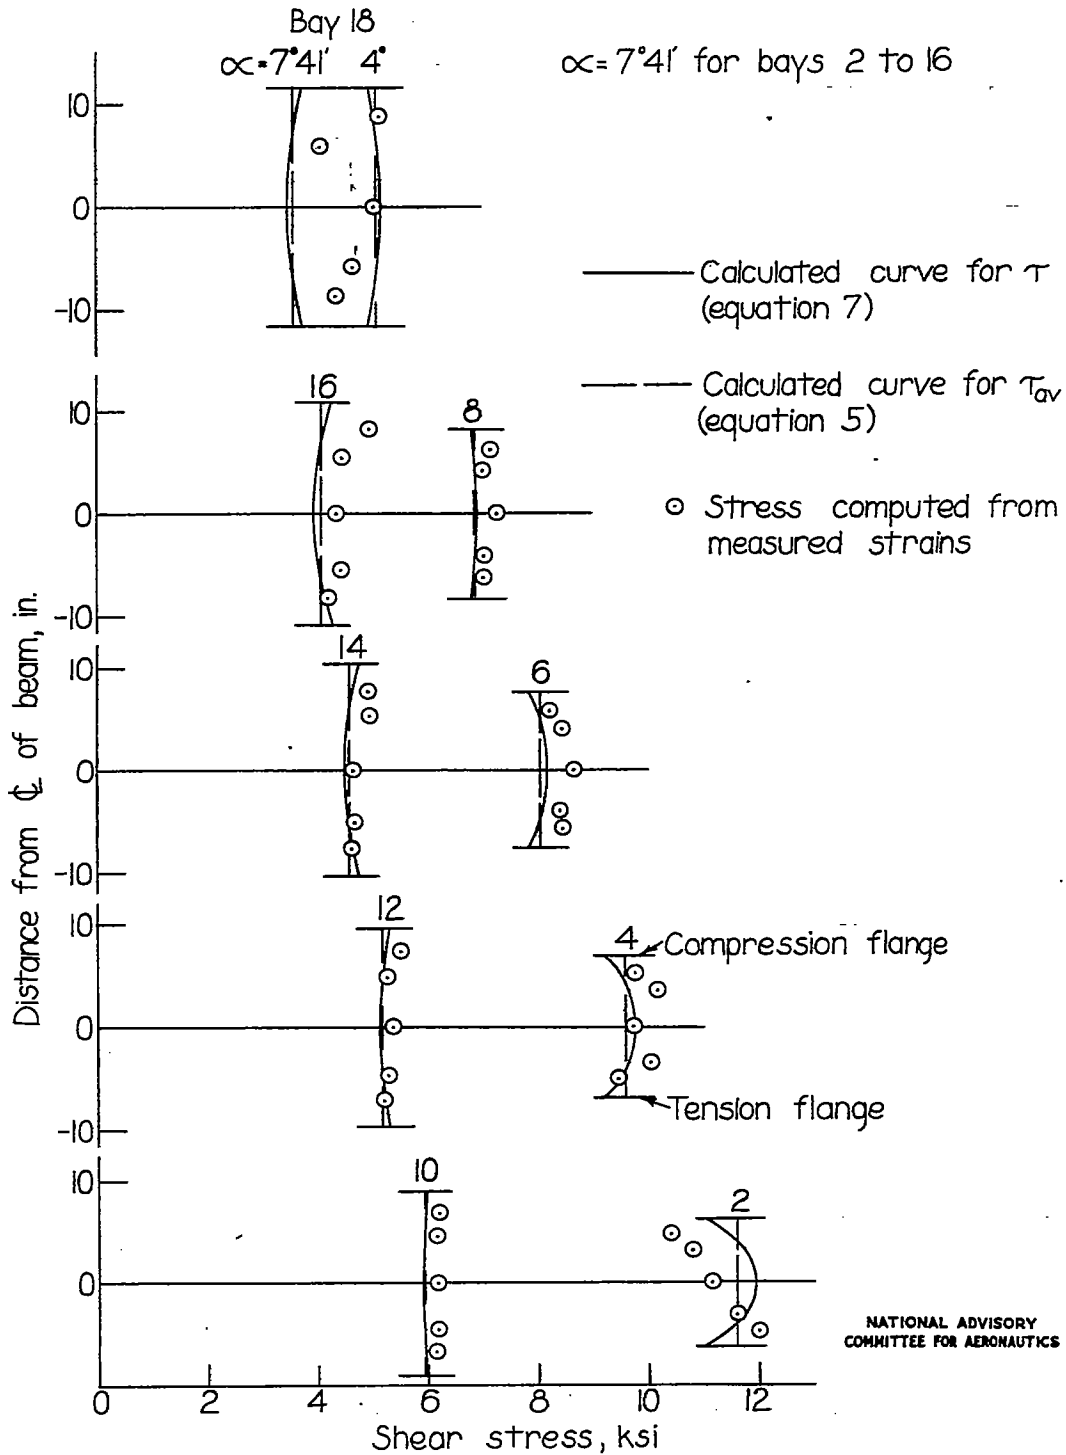 Bay 18
∝=7°41′ 4°
∝= 7°41′ for bays 2 to 16
10
0
-10
Calculated curve for τ
(equation 7)
Calculated curve for τav
(equation 5)
Stress computed from
measured strains
16
8
10
0
-10
14
6
10
0
-10
12
4
Compression flange
Tension flange
10
0
-10
10
2
10
0
Distance from ℄ of beam, in.
0 2 4 6 8 10 12
Shear stress, ksi
NATIONAL ADVISORY
COMMITTEE FOR AERONAUTICS